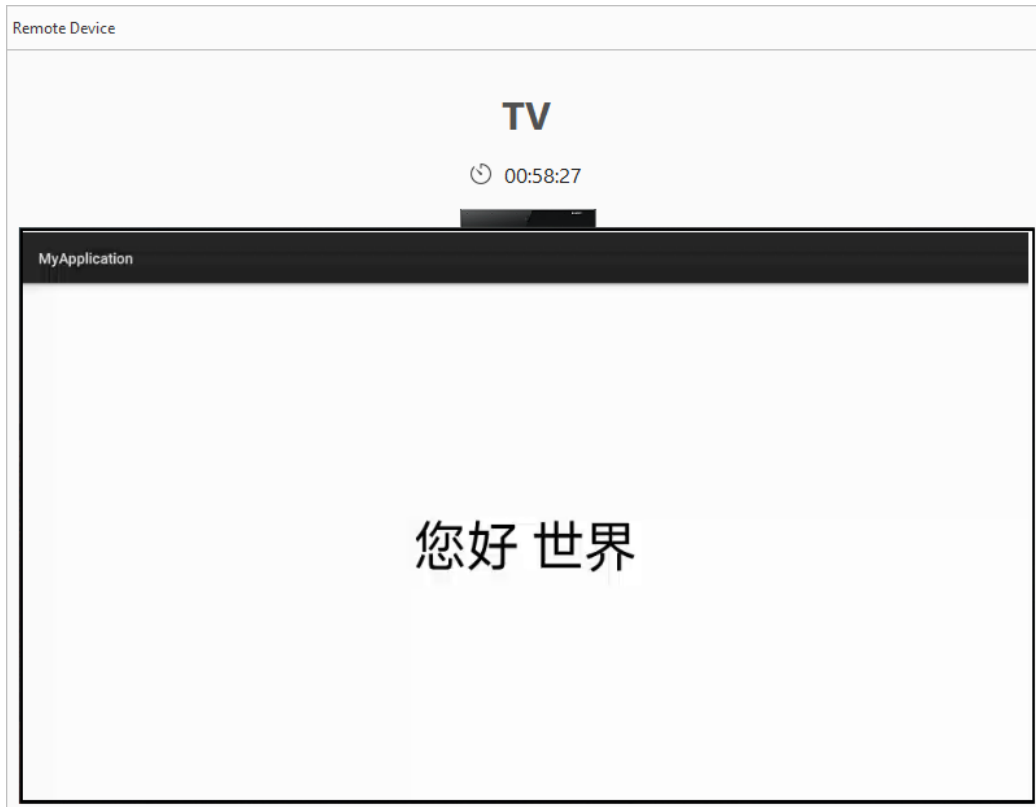 Remote Device
TV
00:58:27
MyApplication
您好 世界